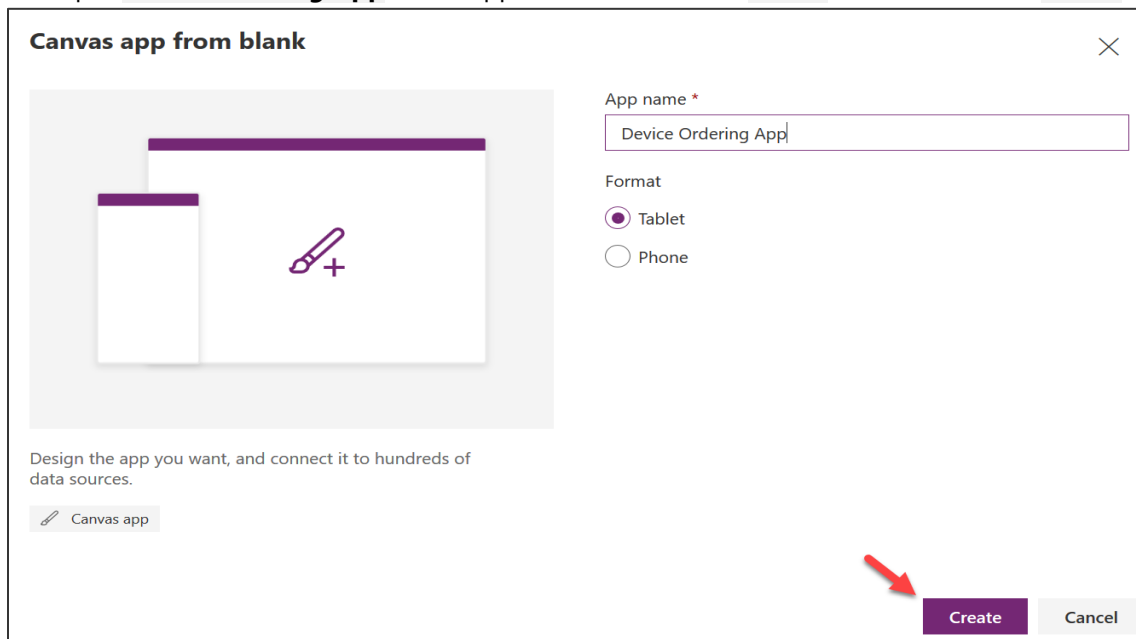 Canvas app from blank
App name *
Device Ordering App
Format
Tablet
Phone
Design the app you want, and connect it to hundreds of
data sources.
Canvas app
Create
Cancel